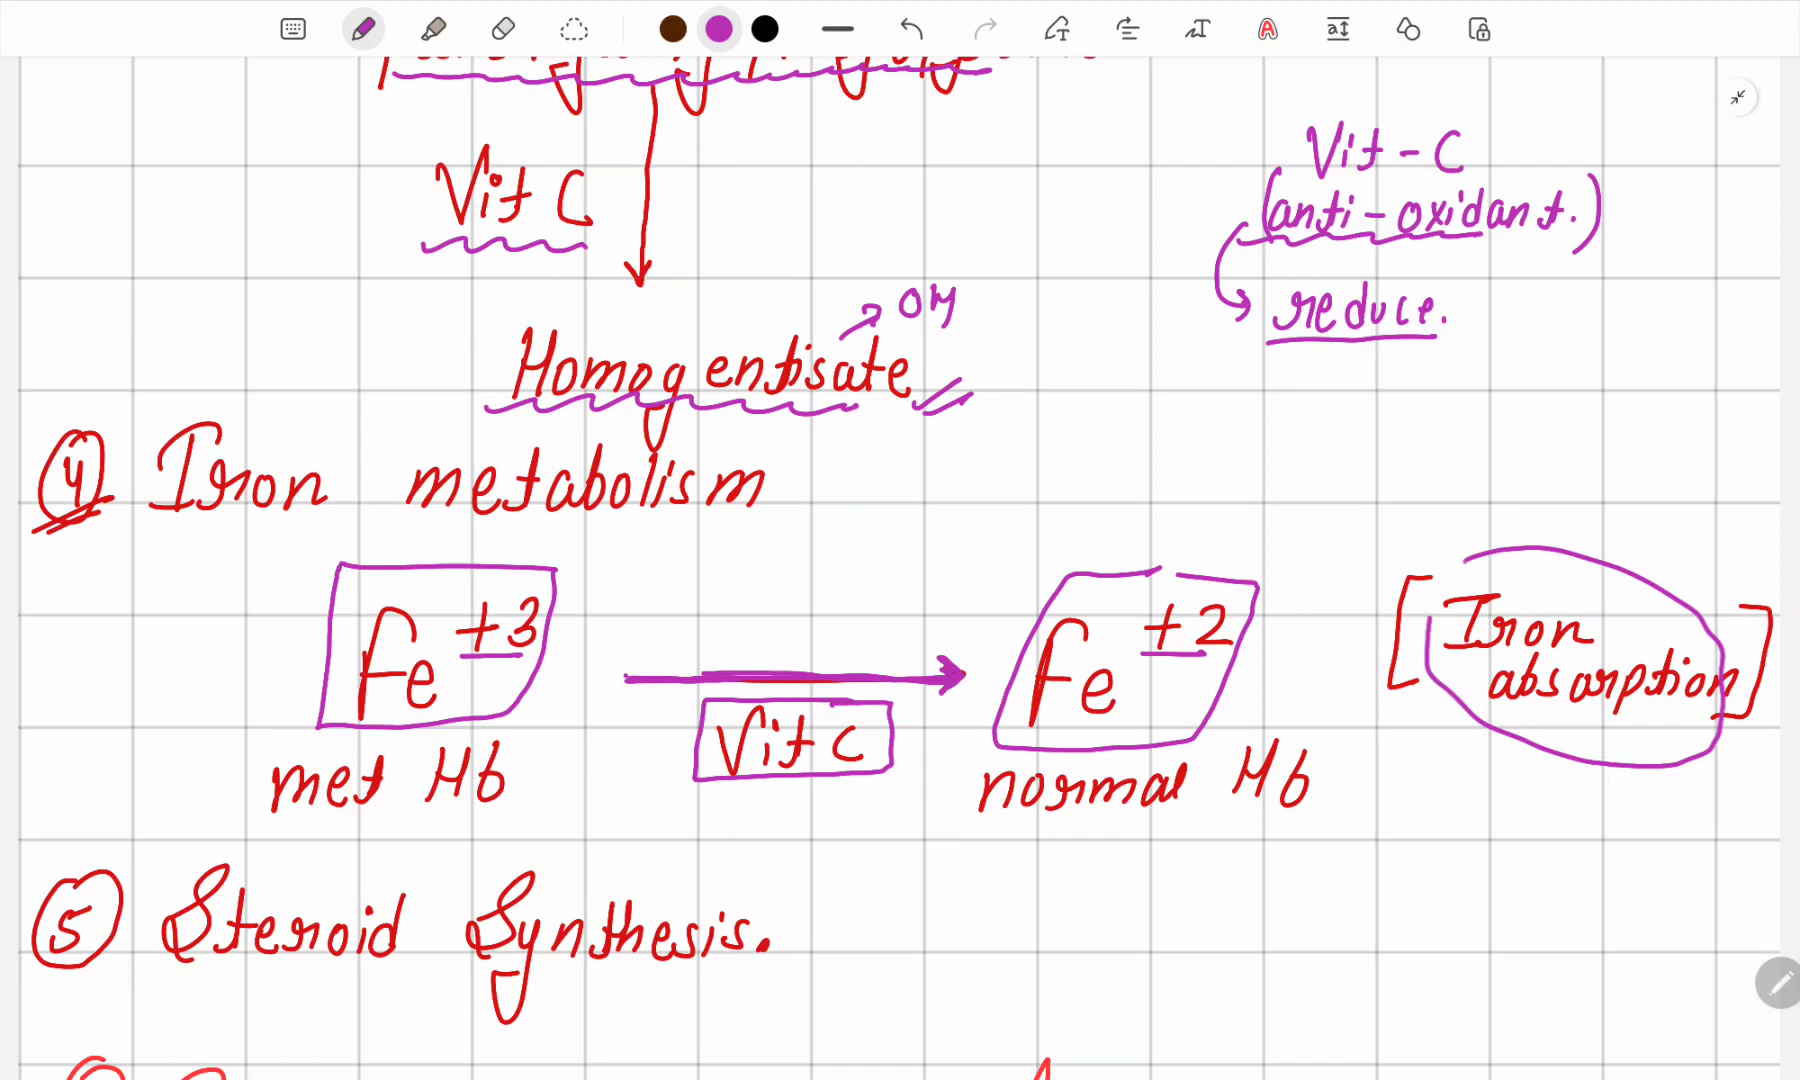 Vit C
Vit - C
(anti - oxidant.)
reduce.
OH
Homogentisate
4 Iron metabolism
Fe +3
Vit C
Fe +2
[Iron absorption]
met Hb
normal Hb
5 Steroid Synthesis.